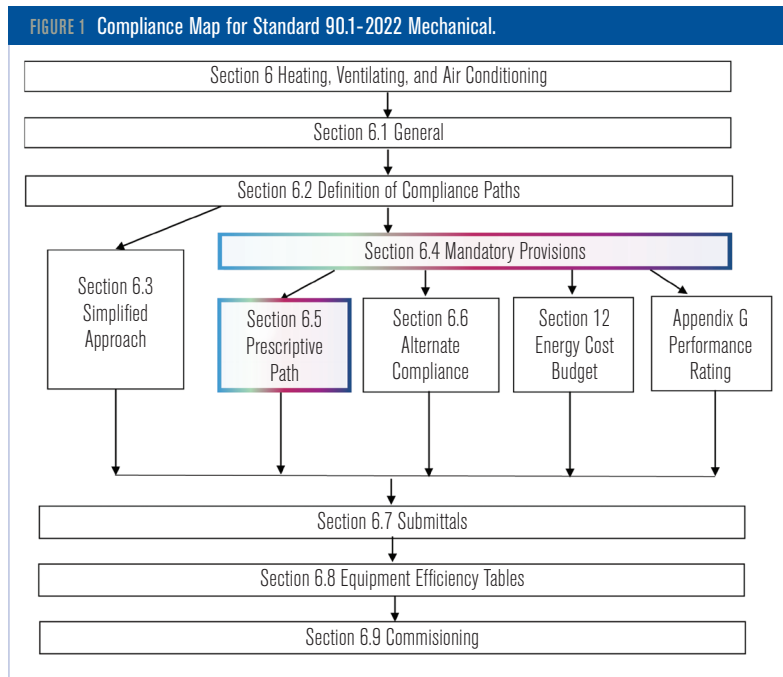 FIGURE 1 Compliance Map for Standard 90.1-2022 Mechanical.
Section 6 Heating, Ventilating, and Air Conditioning
Section 6.1 General
Section 6.2 Definition of Compliance Paths
Section 6.3
Simplified
Approach
Section 6.4 Mandatory Provisions
Section 6.5
Prescriptive
Path
Section 6.6
Alternate
Compliance
Section 12
Energy Cost
Budget
Appendix G
Performance
Rating
Section 6.7 Submittals
Section 6.8 Equipment Efficiency Tables
Section 6.9 Commisioning